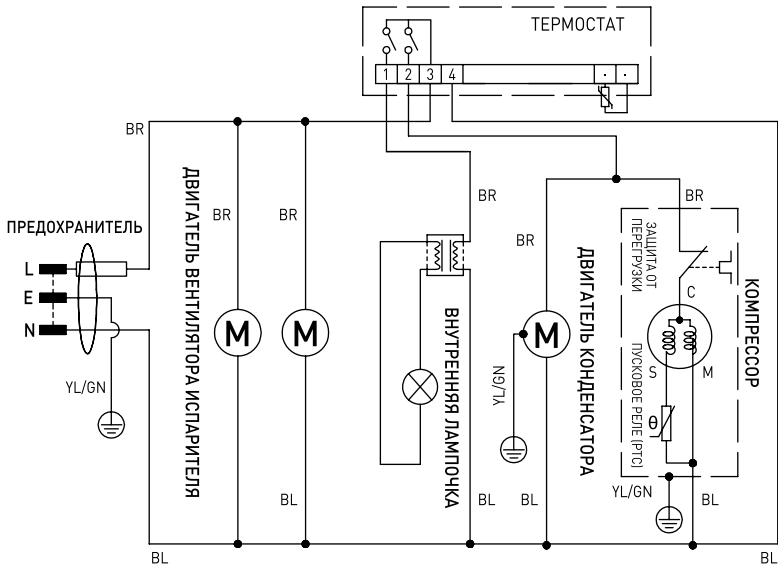 ТЕРМОСТАТ
1 2 3 4
BR
BR
BR
BR
BR
BR
ПРЕДОХРАНИТЕЛЬ
L
E
N
YL/GN
ДВИГАТЕЛЬ ВЕНТИЛЯТОРА ИСПАРИТЕЛЯ
M
M
ВНУТРЕННЯЯ ЛАМПОЧКА
M
YL/GN
ДВИГАТЕЛЬ КОНДЕНСАТОРА
ЗАЩИТА ОТ
ПЕРЕГРУЗКИ
C
S
M
ПУСКОВОЕ РЕЛЕ (PTC)
θ
КОМПРЕССОР
YL/GN
BL
BL
BL
BL
BL
BL